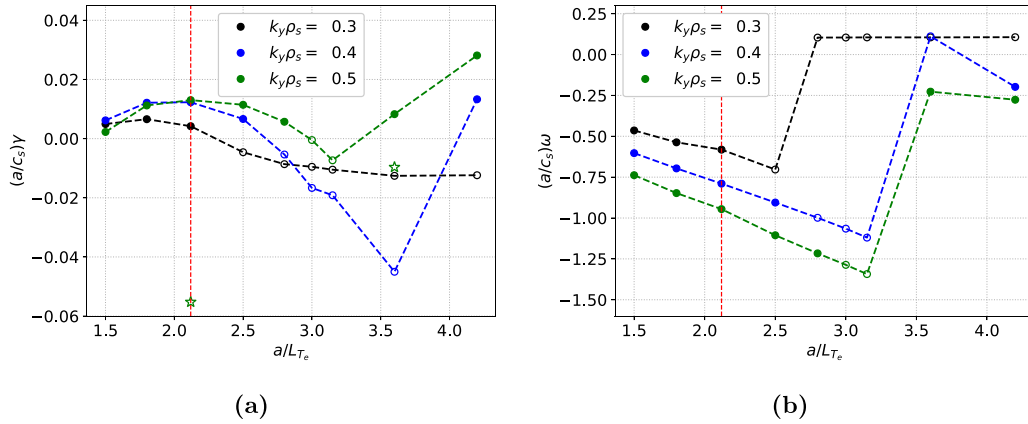 0.04
0.02
0.00
−0.02
−0.04
−0.06
(a/c_s)γ
k_yρ_s = 0.3
k_yρ_s = 0.4
k_yρ_s = 0.5
1.5 2.0 2.5 3.0 3.5 4.0
a/L_{T_e}
(a)
0.25
0.00
−0.25
−0.50
−0.75
−1.00
−1.25
−1.50
(a/c_s)ω
k_yρ_s = 0.3
k_yρ_s = 0.4
k_yρ_s = 0.5
1.5 2.0 2.5 3.0 3.5 4.0
a/L_{T_e}
(b)